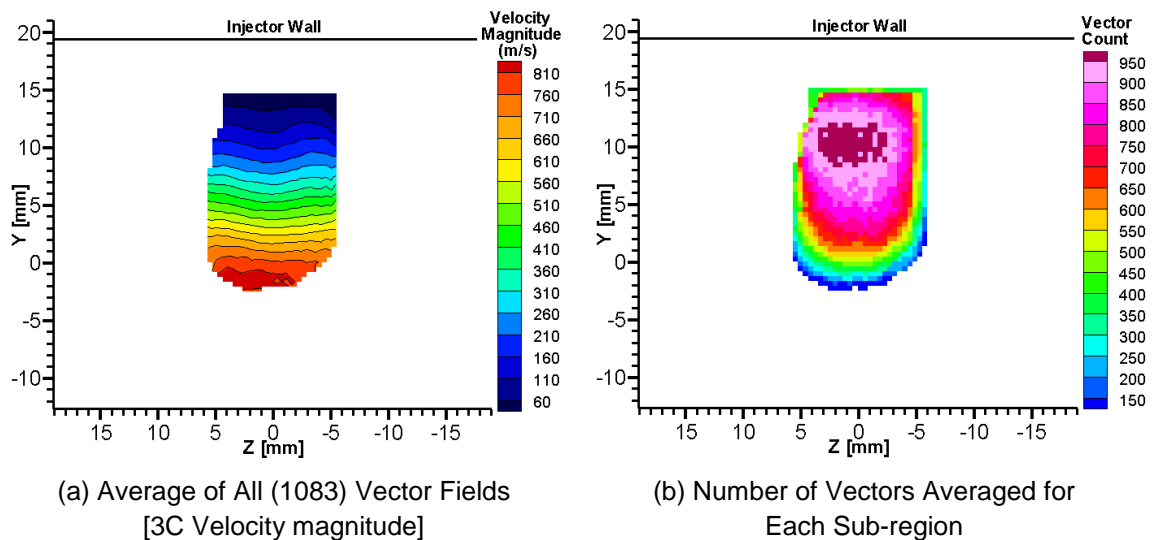 Injector Wall
Velocity
Magnitude
(m/s)
20
15
10
5
0
-5
-10
Y [mm]
15 10 5 0 -5 -10 -15
Z [mm]
810
760
710
660
610
560
510
460
410
360
310
260
210
160
110
60
(a) Average of All (1083) Vector Fields
[3C Velocity magnitude]
Injector Wall
Vector
Count
20
15
10
5
0
-5
-10
Y [mm]
15 10 5 0 -5 -10 -15
Z [mm]
950
900
850
800
750
700
650
600
550
500
450
400
350
300
250
200
150
(b) Number of Vectors Averaged for
Each Sub-region